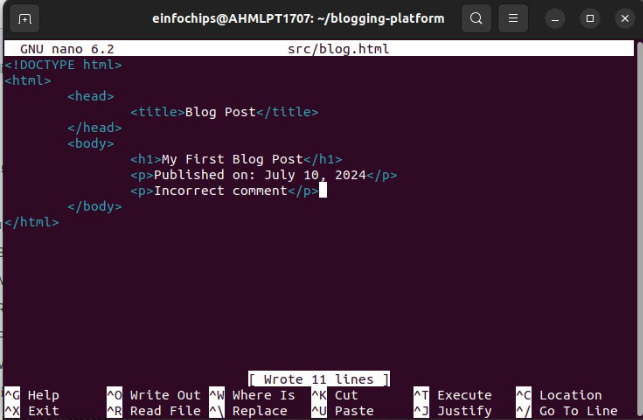 einfochips@AHMLPT1707: ~/blogging-platform
GNU nano 6.2 src/blog.html
<!DOCTYPE html>
<html>
<head>
<title>Blog Post</title>
</head>
<body>
<h1>My First Blog Post</h1>
<p>Published on: July 10, 2024</p>
<p>Incorrect comment</p>
</body>
</html>
[ Wrote 11 lines ]
^G Help ^O Write Out ^W Where Is ^K Cut ^T Execute ^C Location
^X Exit ^R Read File ^\ Replace ^U Paste ^J Justify ^/ Go To Line